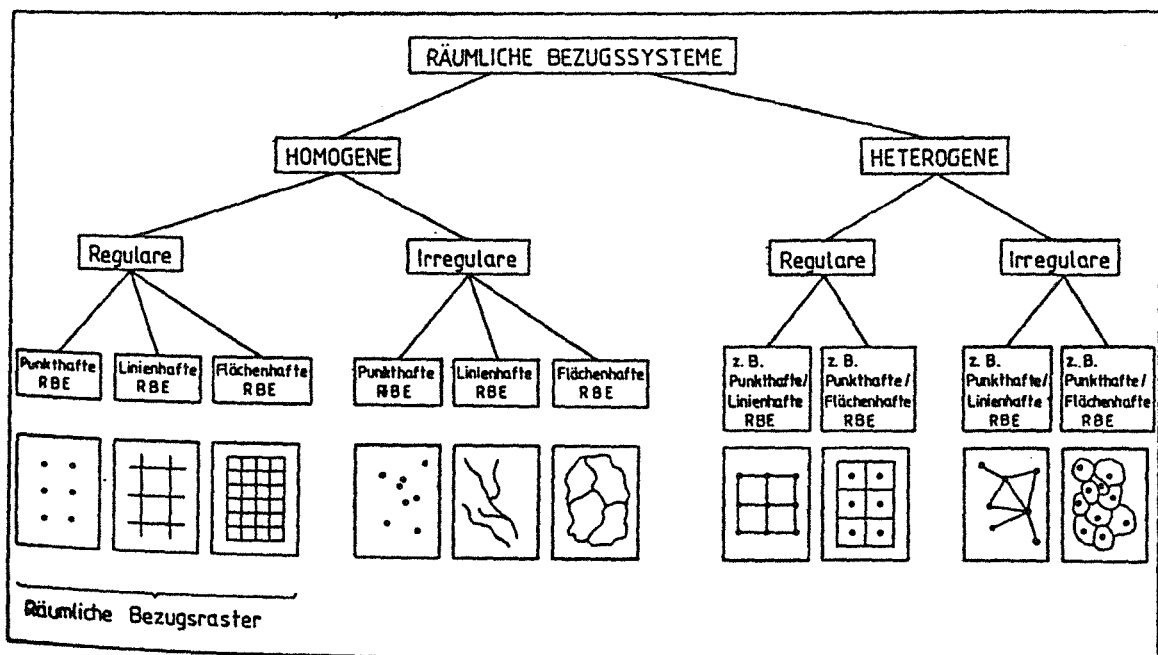 RÄUMLICHE BEZUGSSYSTEME
HOMOGENE
HETEROGENE
Regulare
Irregulare
Regulare
Irregulare
Punkthafte
RBE
Linienhafte
RBE
Flächenhafte
RBE
Punkthafte
RBE
Linienhafte
RBE
Flächenhafte
RBE
z. B.
Punkthafte/
Linienhafte
RBE
z. B.
Punkthafte/
Flächenhafte
RBE
z. B.
Punkthafte/
Linienhafte
RBE
z. B.
Punkthafte/
Flächenhafte
RBE
Räumliche Bezugsraster